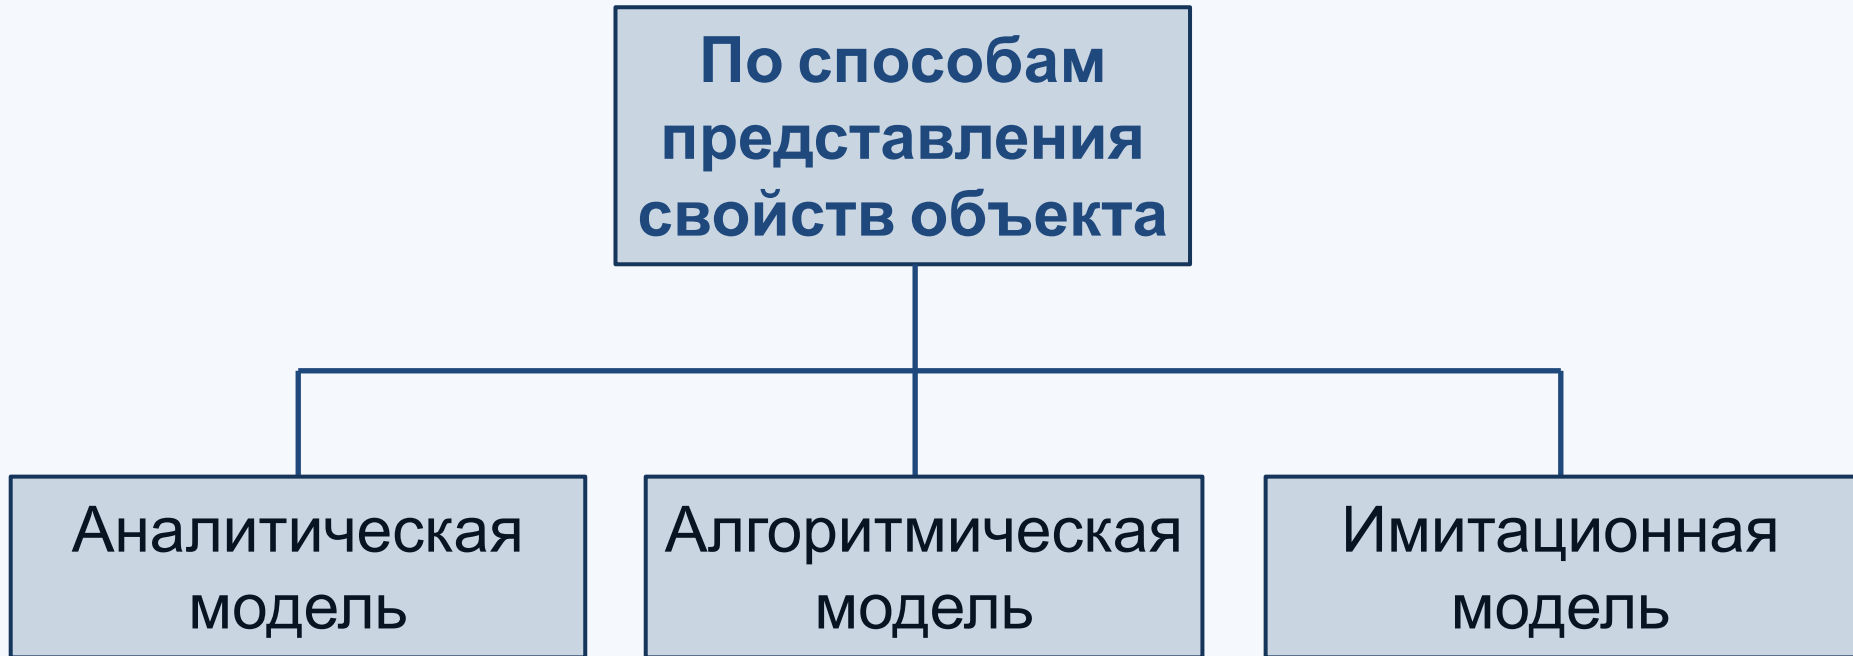 По способам
представления
свойств объекта
Аналитическая
модель
Алгоритмическая
модель
Имитационная
модель